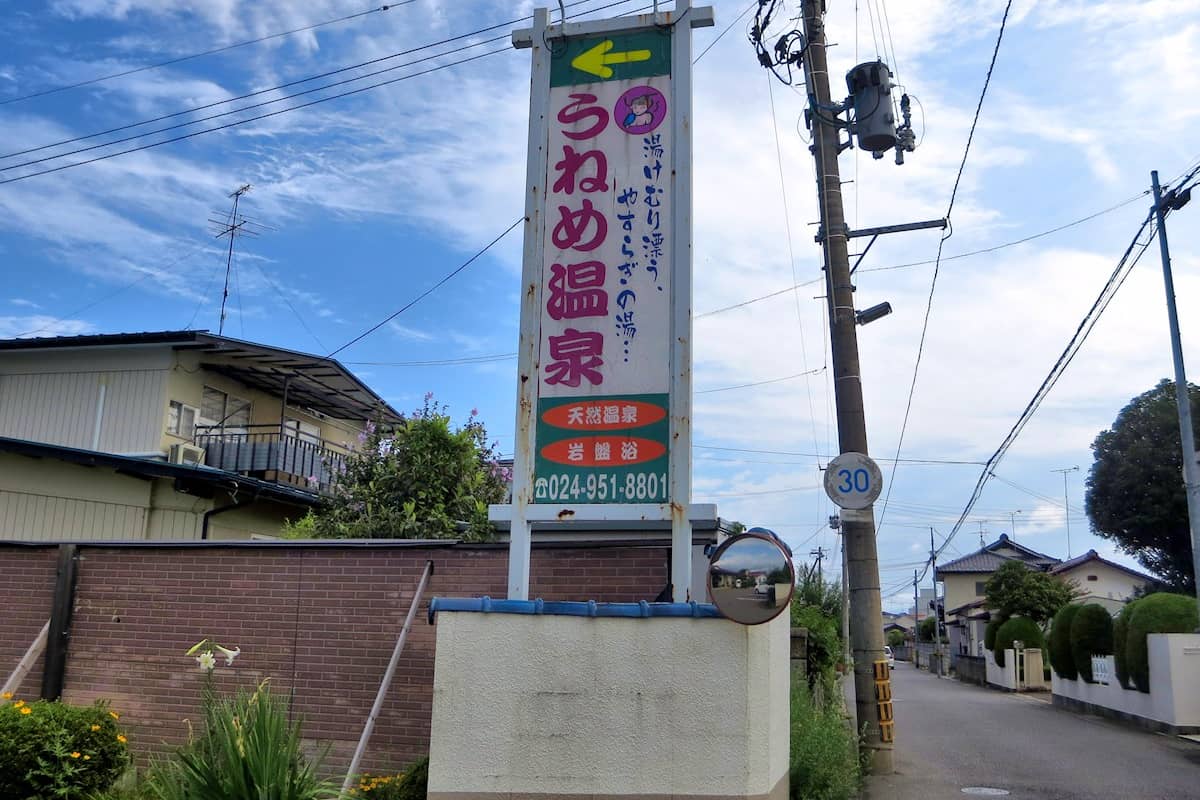 うねめ温泉
湯けむり漂う、
やすらぎの湯…
天然温泉
岩盤浴
☎024-951-8801
30